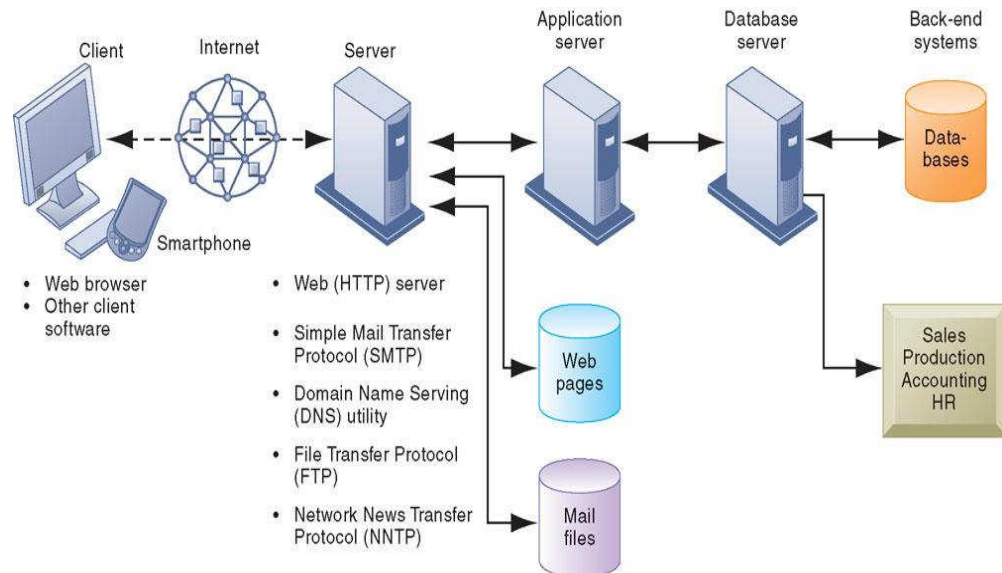 Client
Internet
Server
Application
server
Database
server
Back-end
systems
Data-
bases
Smartphone
• Web browser
• Other client
software
• Web (HTTP) server
• Simple Mail Transfer
Protocol (SMTP)
• Domain Name Serving
(DNS) utility
• File Transfer Protocol
(FTP)
• Network News Transfer
Protocol (NNTP)
Web
pages
Mail
files
Sales
Production
Accounting
HR